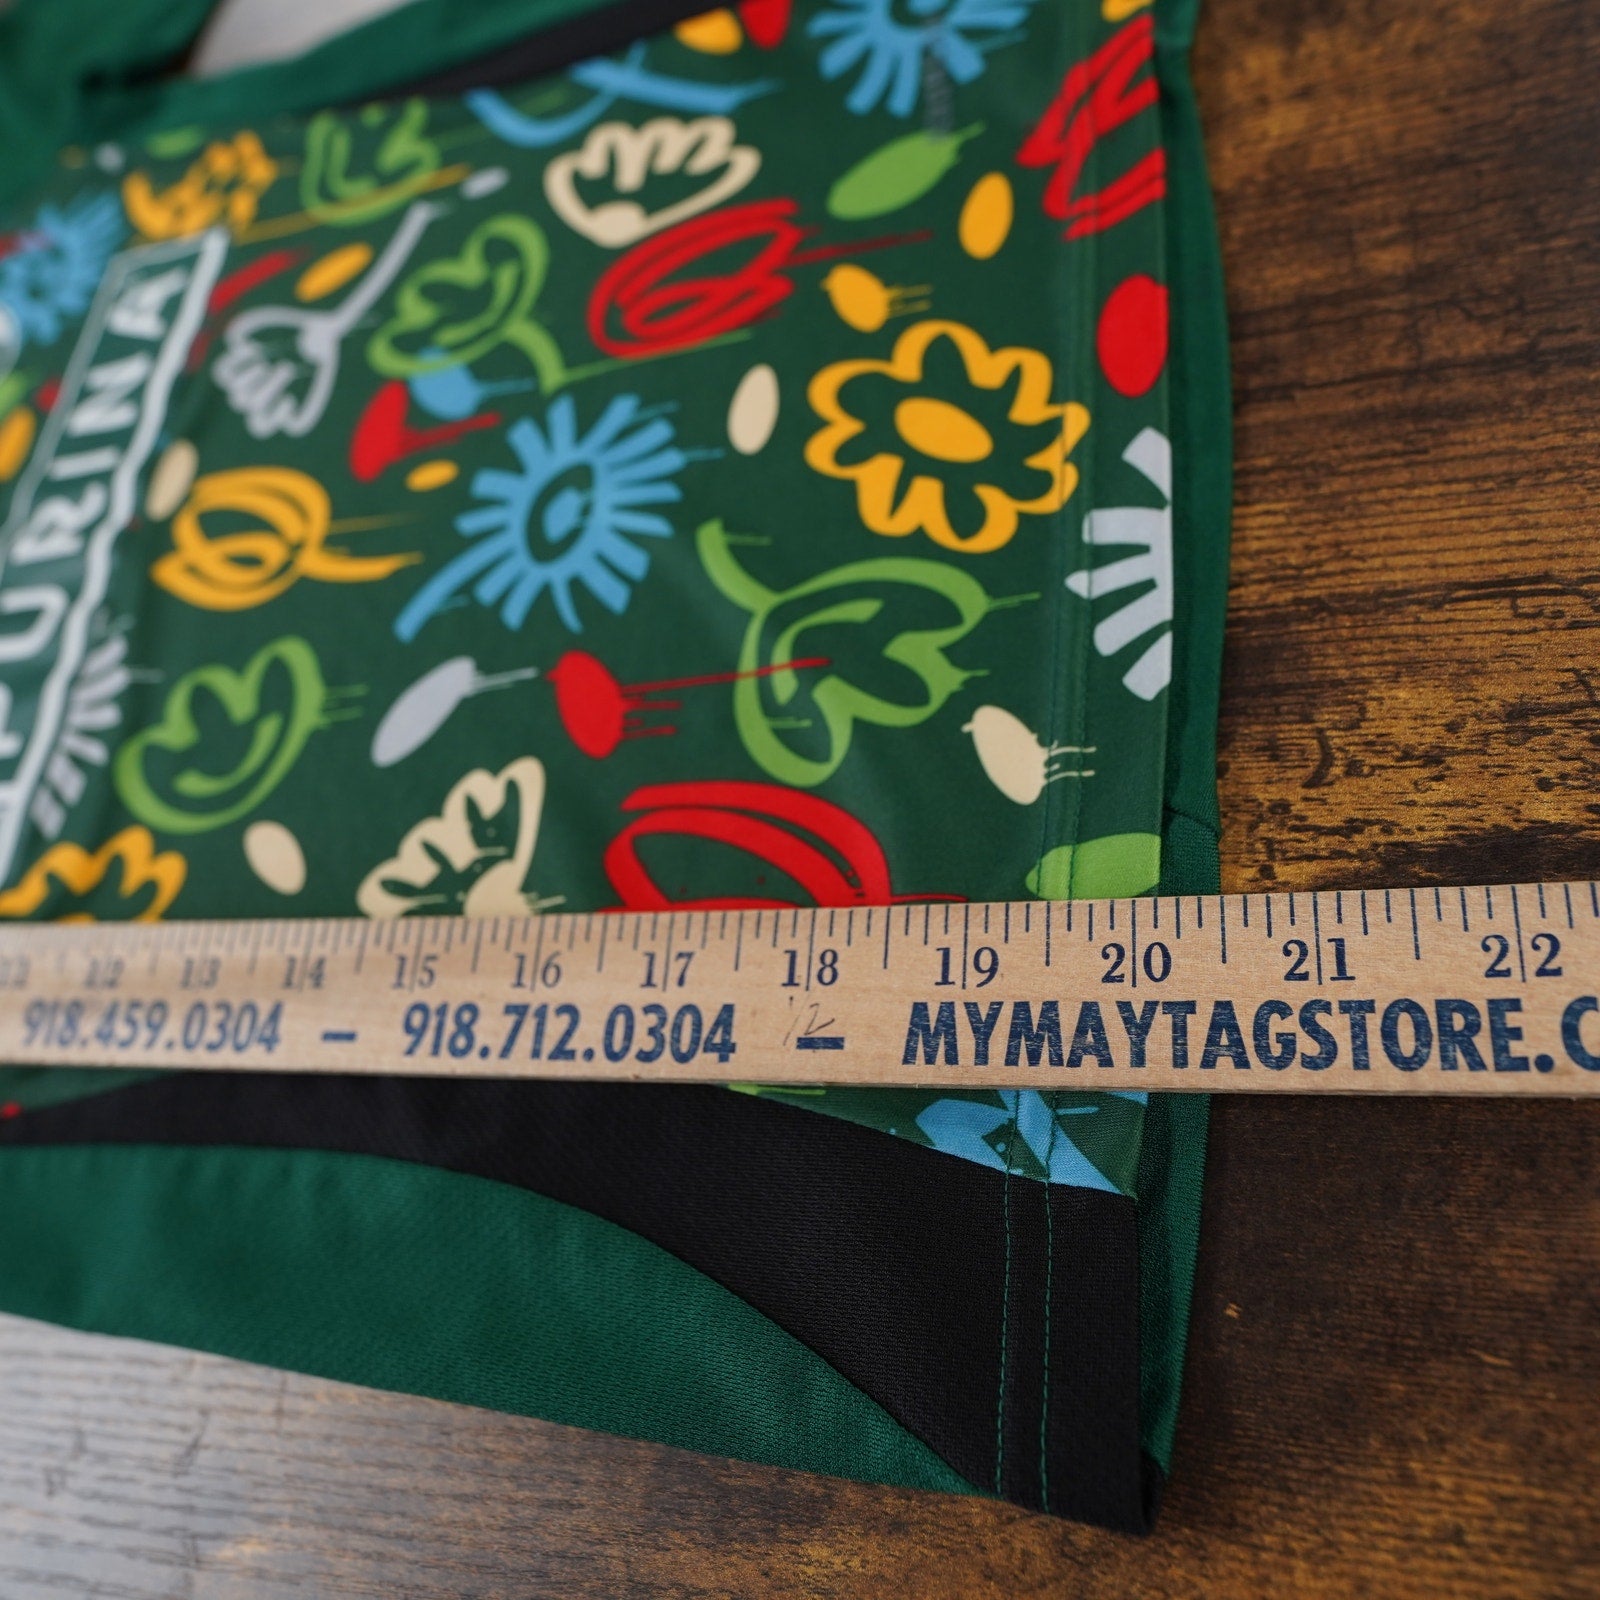 PURINA
12 13 14 15 16 17 18 19 20 21 22
918.459.0304 – 918.712.0304 1/2 – MYMAYTAGSTORE.C